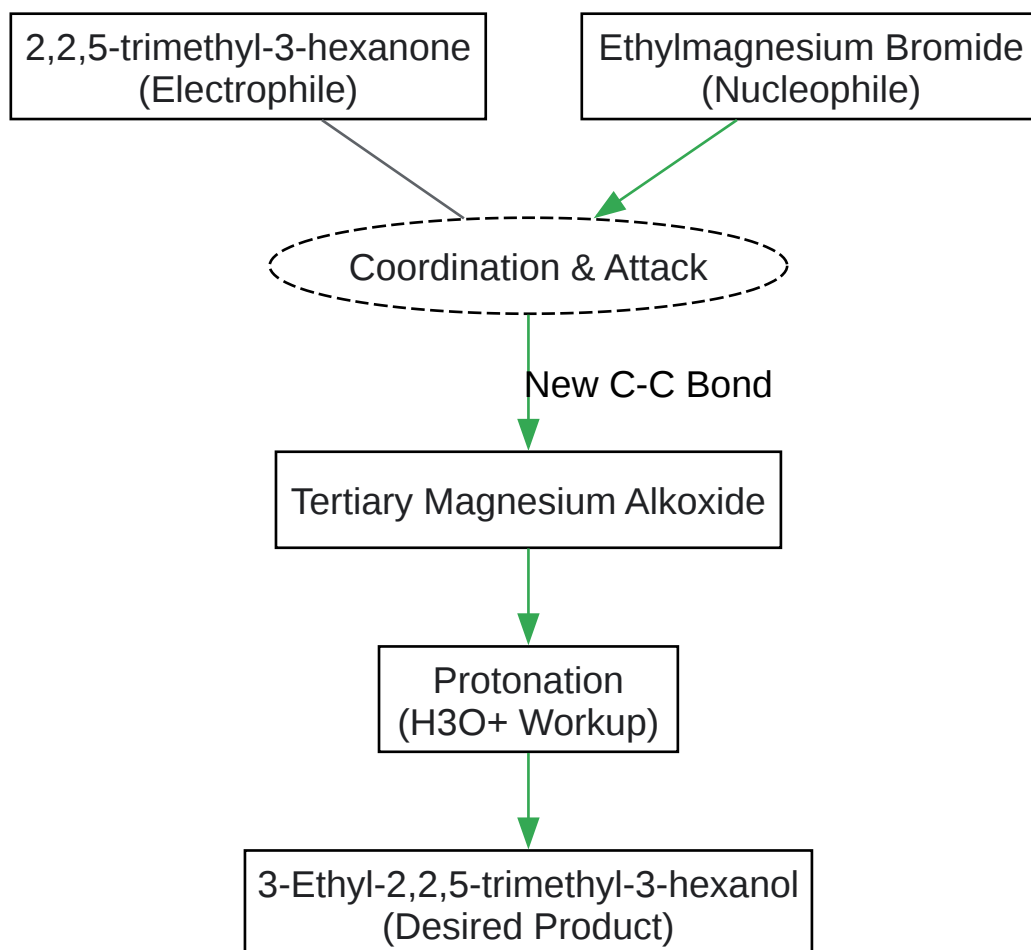 2,2,5-trimethyl-3-hexanone
(Electrophile)
Ethylmagnesium Bromide
(Nucleophile)
Coordination & Attack
New C-C Bond
Tertiary Magnesium Alkoxide
Protonation
(H3O+ Workup)
3-Ethyl-2,2,5-trimethyl-3-hexanol
(Desired Product)